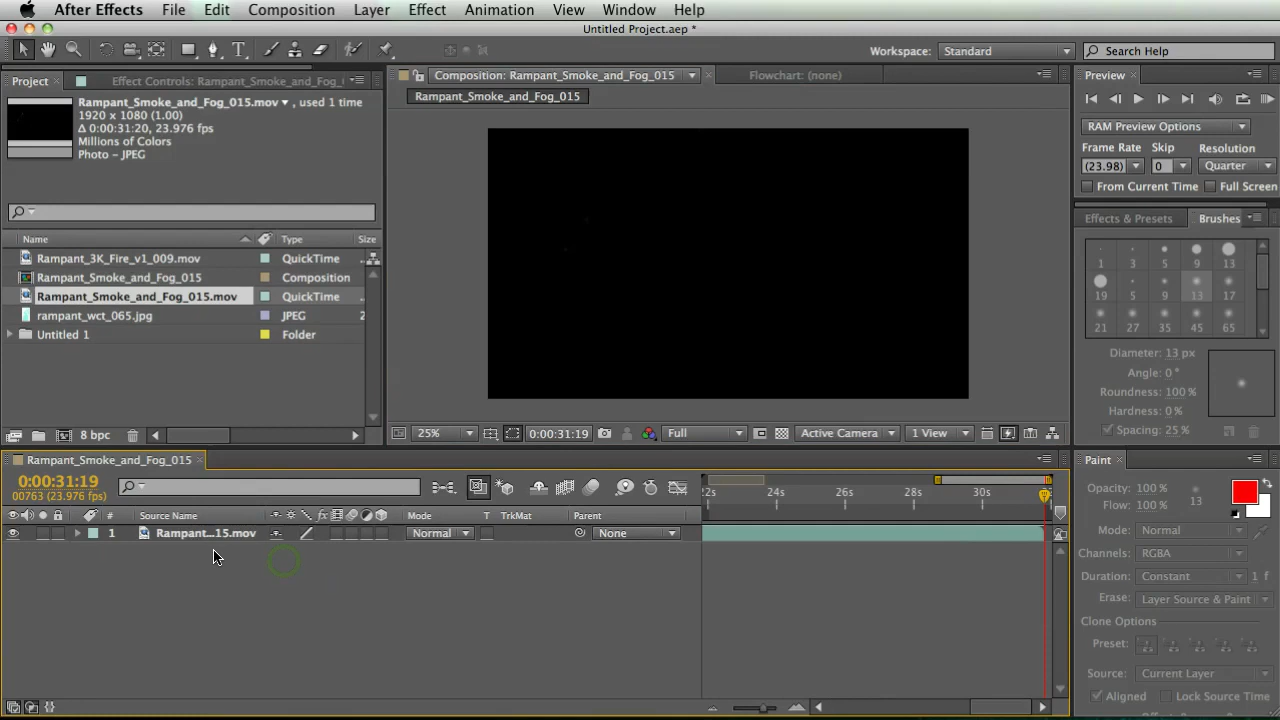 After Effects File Edit Composition Layer Effect Animation View Window Help
Untitled Project.aep *
Workspace: Standard Search Help
Project Effect Controls: Rampant_Smoke_and_Fog_
Composition: Rampant_Smoke_and_Fog_015 Flowchart: (none)
Preview
Rampant_Smoke_and_Fog_015
Rampant_Smoke_and_Fog_015.mov , used 1 time
1920 x 1080 (1.00)
Δ 0:00:31:20, 23.976 fps
Millions of Colors
Photo - JPEG
RAM Preview Options
Frame Rate Skip Resolution
(23.98) 0 Quarter
From Current Time Full Screen
Effects & Presets Brushes
Name Type Size
Rampant_3K_Fire_v1_009.mov QuickTime ..
Rampant_Smoke_and_Fog_015 Composition
Rampant_Smoke_and_Fog_015.mov QuickTime ..
rampant_wct_065.jpg JPEG 2
Untitled 1 Folder
1 3 5 9 13
19 5 9 13 17
21 27 35 45 65
Diameter: 13 px
Angle: 0°
Roundness: 100 %
Hardness: 0 %
Spacing: 25 %
8 bpc
25% 0:00:31:19 Full Active Camera 1 View
Rampant_Smoke_and_Fog_015
0:00:31:19
00763 (23.976 fps)
22s 24s 26s 28s 30s
# Source Name fx Mode T TrkMat Parent
1 Rampant...15.mov Normal None
Paint
Opacity: 100 %
Flow: 100 % 13
Mode: Normal
Channels: RGBA
Duration: Constant 1 f
Erase: Layer Source & Paint
Clone Options
Preset:
Source: Current Layer
Aligned Lock Source Time